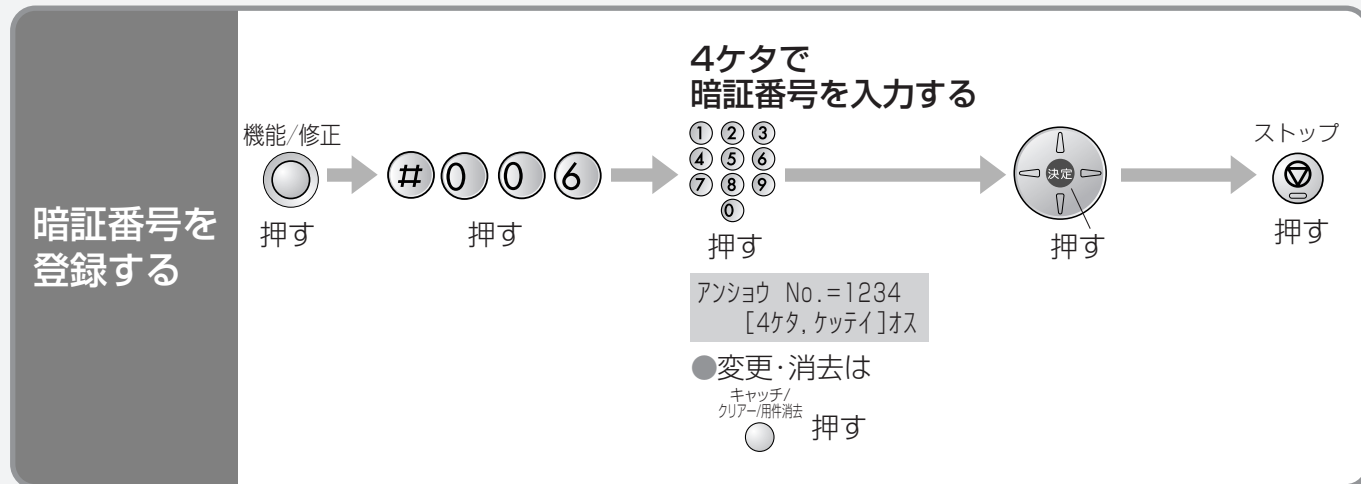 暗証番号を
登録する
機能/修正
押す
#006
押す
4ケタで
暗証番号を入力する
1 2 3
4 5 6
7 8 9
0
押す
アンショウ No.=1234
[4ケタ,ケッテイ]オス
●変更・消去は
キャッチ/
クリアー/用件消去
押す
決定
押す
ストップ
押す